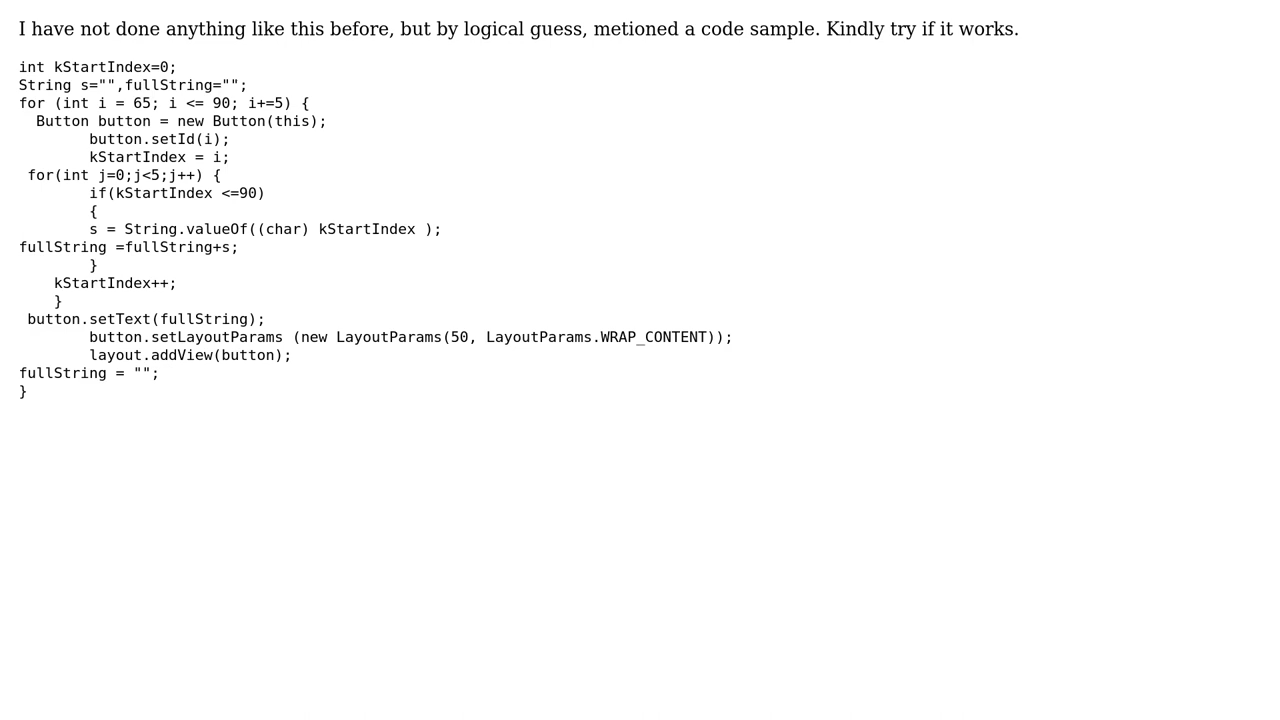 I have not done anything like this before, but by logical guess, metioned a code sample. Kindly try if it works.
int kStartIndex=0;
String s="",fullString="";
for (int i = 65; i <= 90; i+=5) {
  Button button = new Button(this);
        button.setId(i);
        kStartIndex = i;
 for(int j=0;j<5;j++) {
        if(kStartIndex <=90)
        {
        s = String.valueOf((char) kStartIndex );
fullString =fullString+s;
        }
    kStartIndex++;
    }
 button.setText(fullString);
        button.setLayoutParams (new LayoutParams(50, LayoutParams.WRAP_CONTENT));
        layout.addView(button);
fullString = "";
}